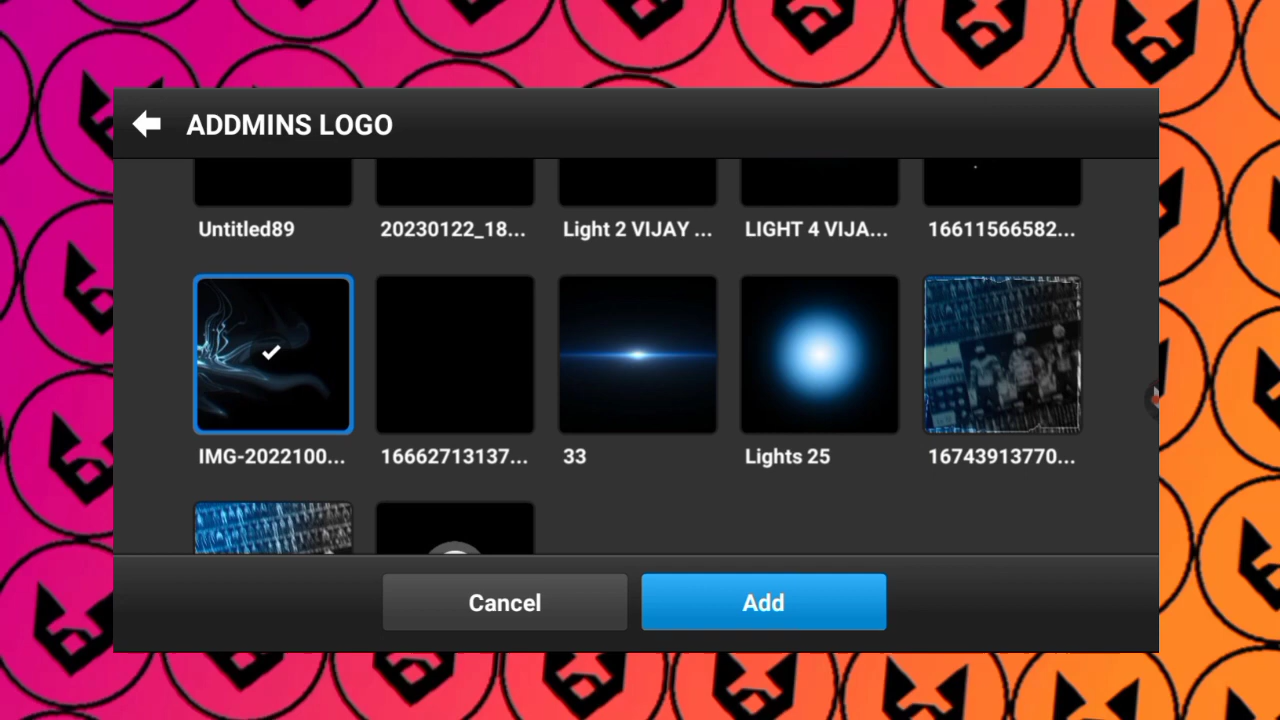 ADDMINS LOGO
Untitled89
20230122_18...
Light 2 VIJAY ...
LIGHT 4 VIJA...
16611566582...
IMG-2022100...
16662713137...
33
Lights 25
16743913770...
Cancel
Add